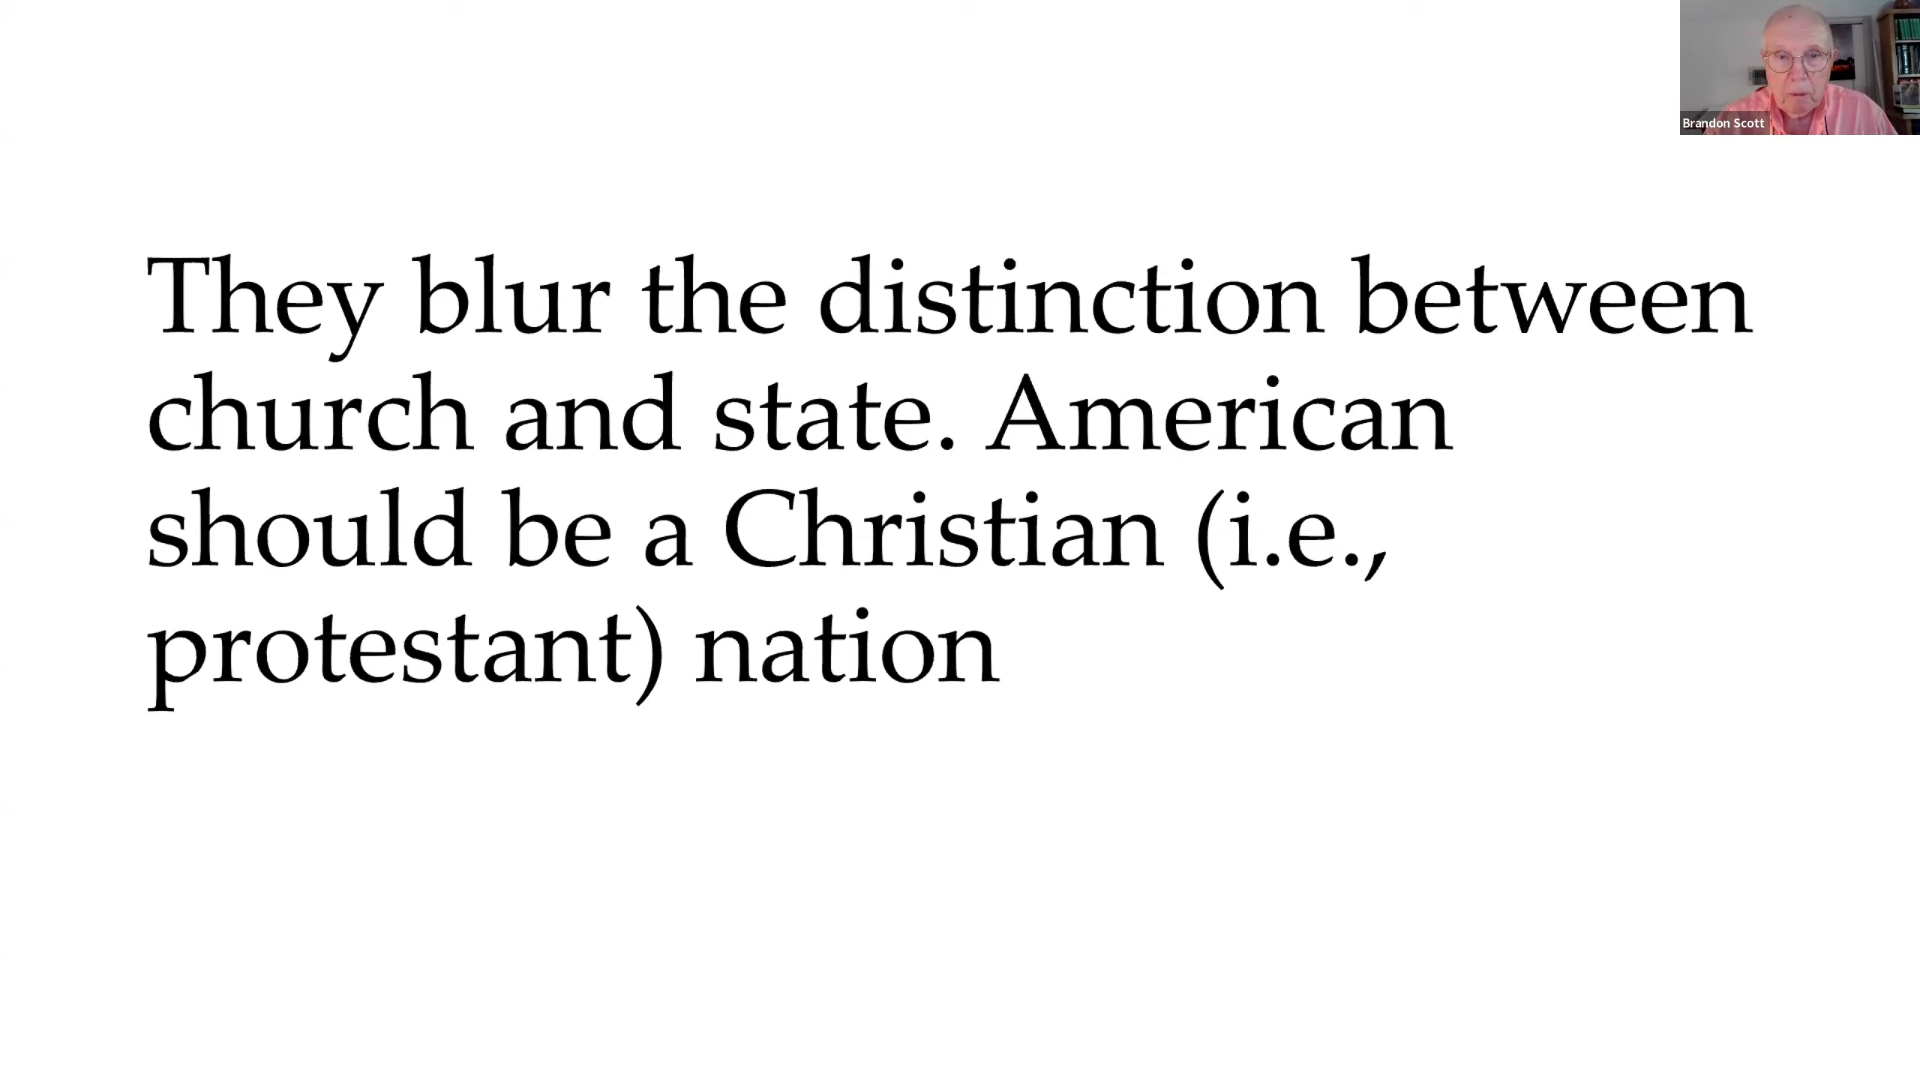 Brandon Scott
They blur the distinction between
church and state. American
should be a Christian (i.e.,
protestant) nation